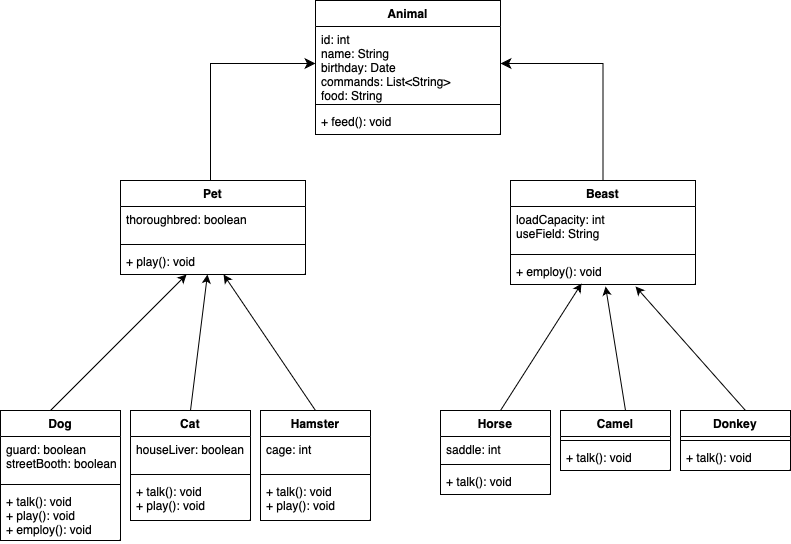 Animal
id: int
name: String
birthday: Date
commands: List<String>
food: String
+ feed(): void
Pet
thoroughbred: boolean
+ play(): void
Beast
loadCapacity: int
useField: String
+ employ(): void
Dog
guard: boolean
streetBooth: boolean
+ talk(): void
+ play(): void
+ employ(): void
Cat
houseLiver: boolean
+ talk(): void
+ play(): void
Hamster
cage: int
+ talk(): void
+ play(): void
Horse
saddle: int
+ talk(): void
Camel
+ talk(): void
Donkey
+ talk(): void